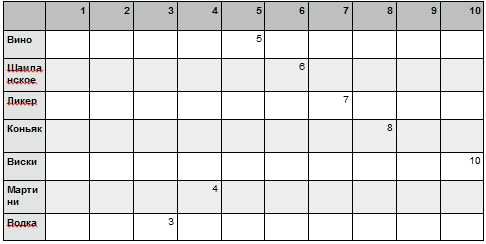 1 2 3 4 5 6 7 8 9 10
Вино 5
Шампа
нское 6
Ликер 7
Коньяк 8
Виски 10
Марти
ни 4
Водка 3